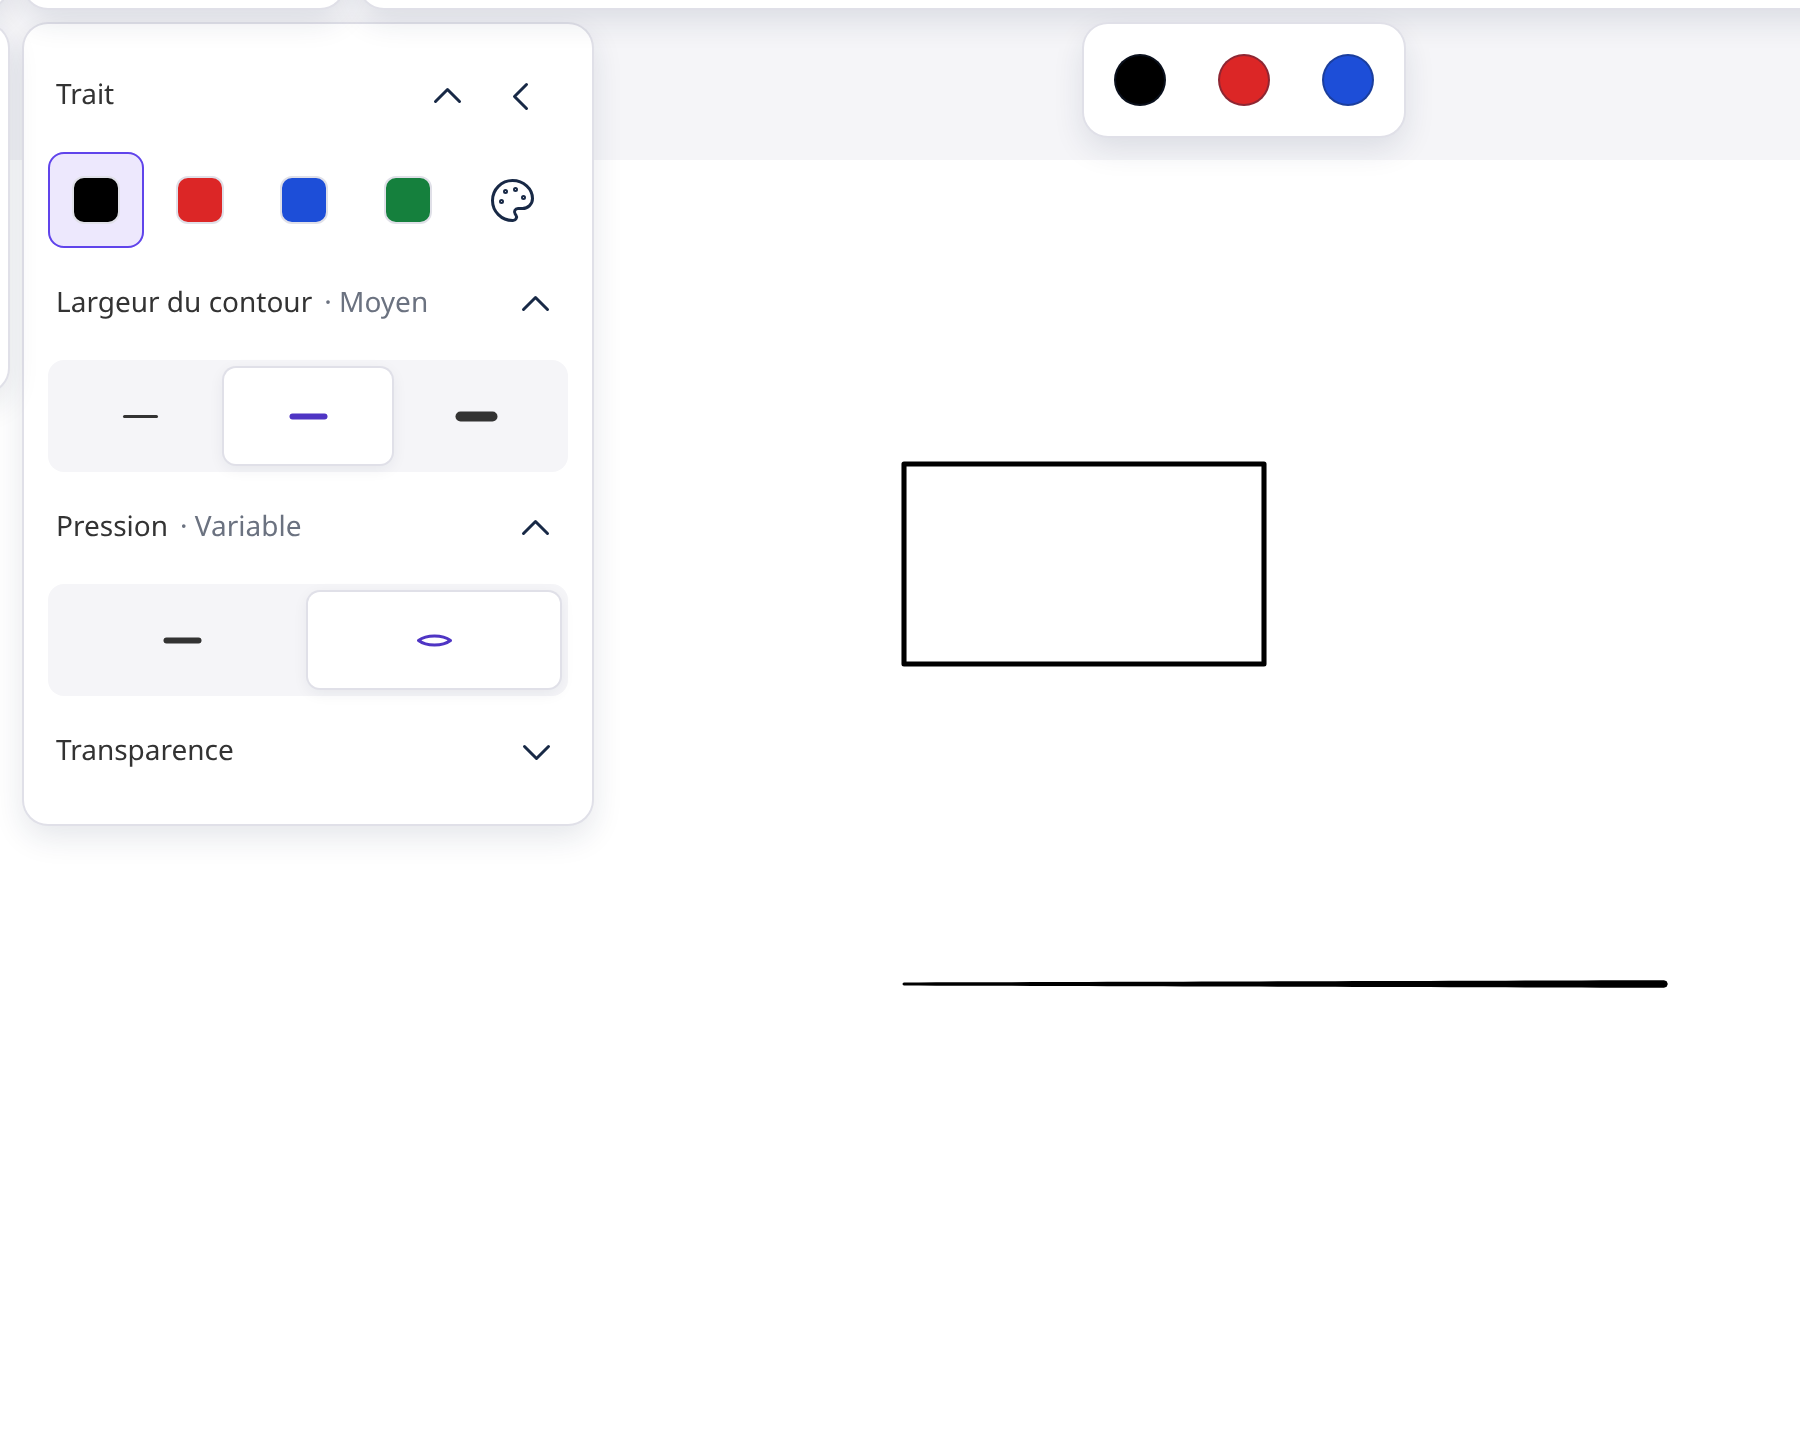 Trait
Largeur du contour · Moyen
Pression · Variable
Transparence